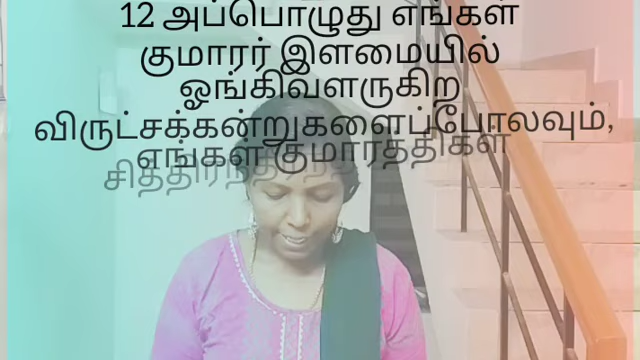 12 அப்பொழுது எங்கள்
குமாரர் இளமையில்
ஓங்கிவளருகிற
விருட்சக்கன்றுகளைப்போலவும்,
எங்கள் குமாரத்திகள்